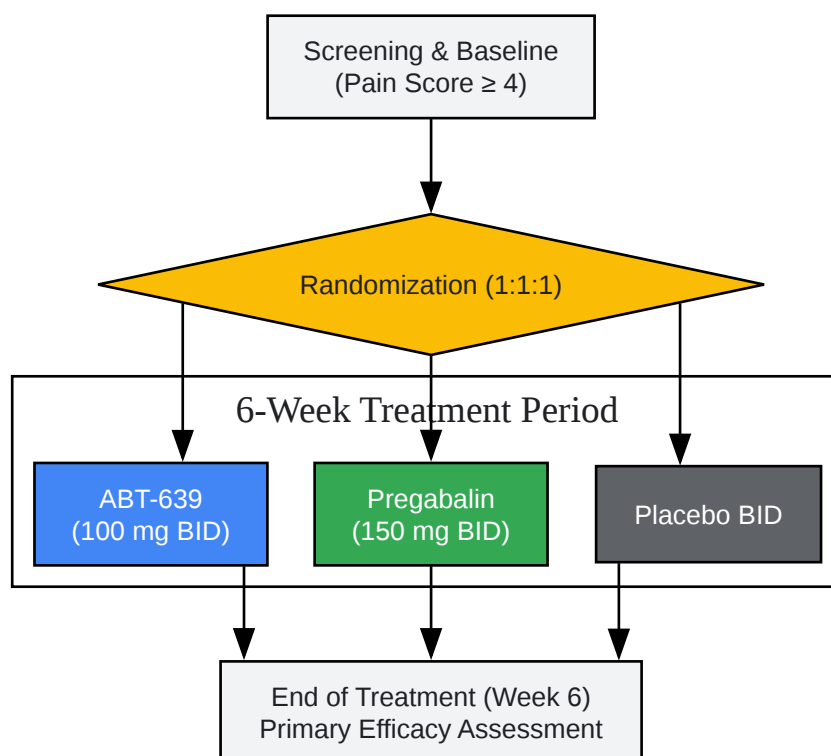 Screening & Baseline
(Pain Score ≥ 4)
Randomization (1:1:1)
6-Week Treatment Period
ABT-639
(100 mg BID)
Pregabalin
(150 mg BID)
Placebo BID
End of Treatment (Week 6)
Primary Efficacy Assessment